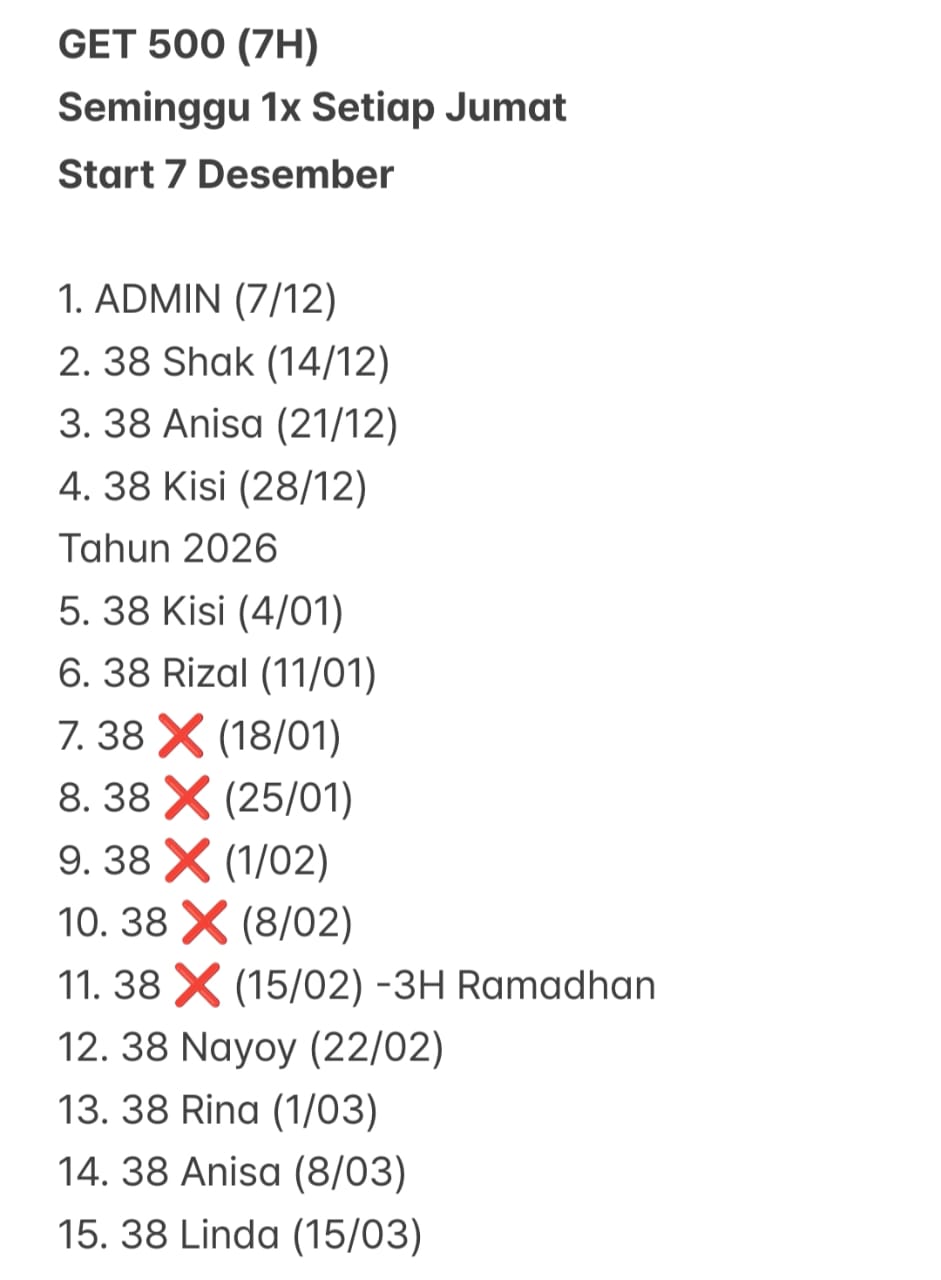 GET 500 (7H)
Seminggu 1x Setiap Jumat
Start 7 Desember
1. ADMIN (7/12)
2. 38 Shak (14/12)
3. 38 Anisa (21/12)
4. 38 Kisi (28/12)
Tahun 2026
5. 38 Kisi (4/01)
6. 38 Rizal (11/01)
7. 38 ❌ (18/01)
8. 38 ❌ (25/01)
9. 38 ❌ (1/02)
10. 38 ❌ (8/02)
11. 38 ❌ (15/02) -3H Ramadhan
12. 38 Nayoy (22/02)
13. 38 Rina (1/03)
14. 38 Anisa (8/03)
15. 38 Linda (15/03)